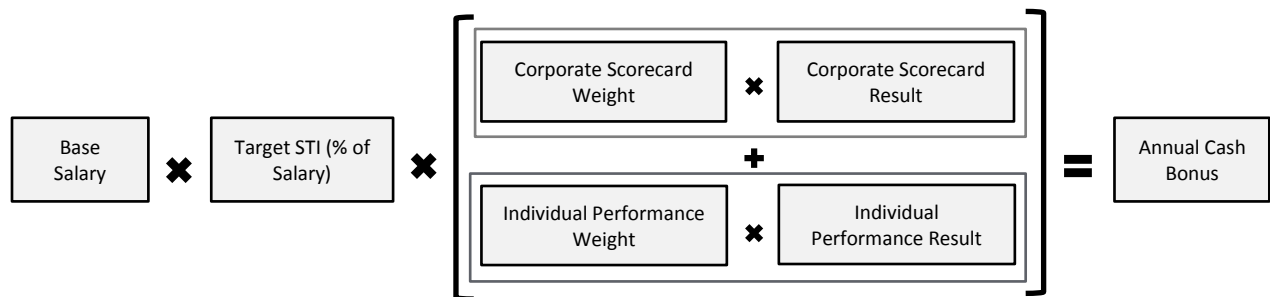 Base
Salary
✖
Target STI (% of
Salary)
✖
Corporate Scorecard
Weight
✖
Corporate Scorecard
Result
+
Individual Performance
Weight
✖
Individual
Performance Result
=
Annual Cash
Bonus